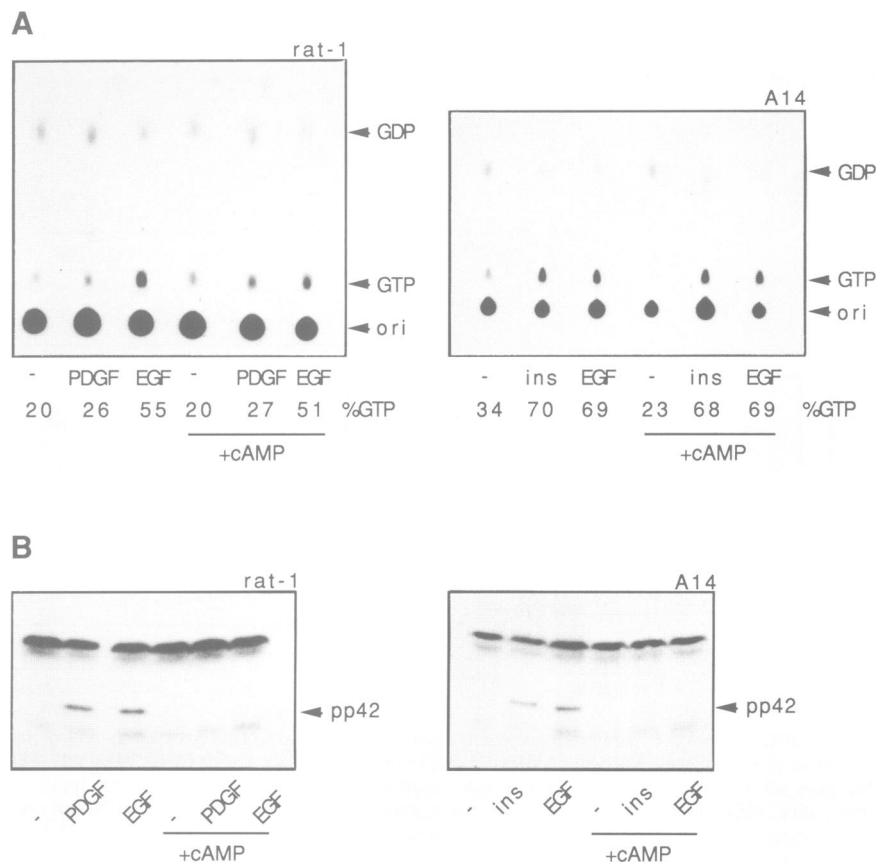 A
rat-1
GDP
GTP
ori
- PDGF EGF - PDGF EGF
20 26 55 20 27 51 %GTP
+cAMP
A14
GDP
GTP
ori
- ins EGF - ins EGF
34 70 69 23 68 69 %GTP
+cAMP
B
rat-1
pp42
- PDGF EGF - PDGF EGF
+cAMP
A14
pp42
- ins EGF - ins EGF
+cAMP